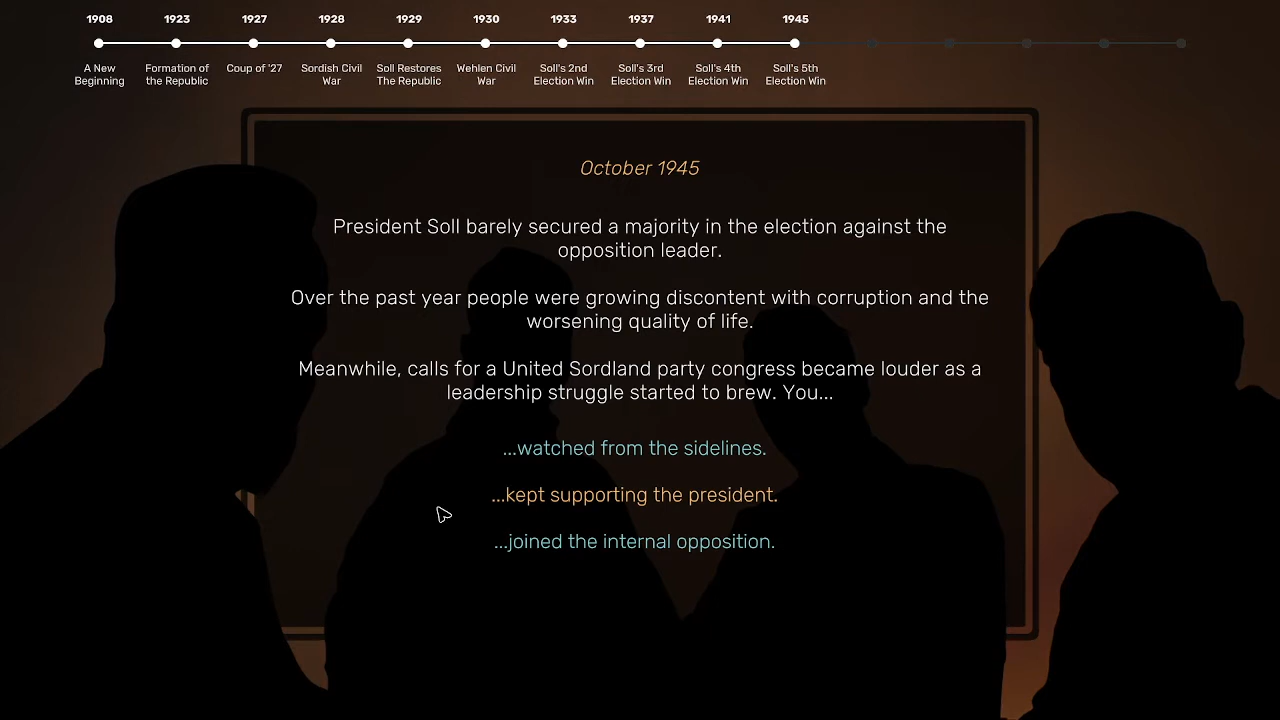 1908 1923 1927 1928 1929 1930 1933 1937 1941 1945
A New Formation of Coup of '27 Sordish Civil Soll Restores Wehlen Civil Soll's 2nd Soll's 3rd Soll's 4th Soll's 5th
Beginning the Republic War The Republic War Election Win Election Win Election Win Election Win
October 1945
President Soll barely secured a majority in the election against the
opposition leader.
Over the past year people were growing discontent with corruption and the
worsening quality of life.
Meanwhile, calls for a United Sordland party congress became louder as a
leadership struggle started to brew. You...
...watched from the sidelines.
...kept supporting the president.
...joined the internal opposition.